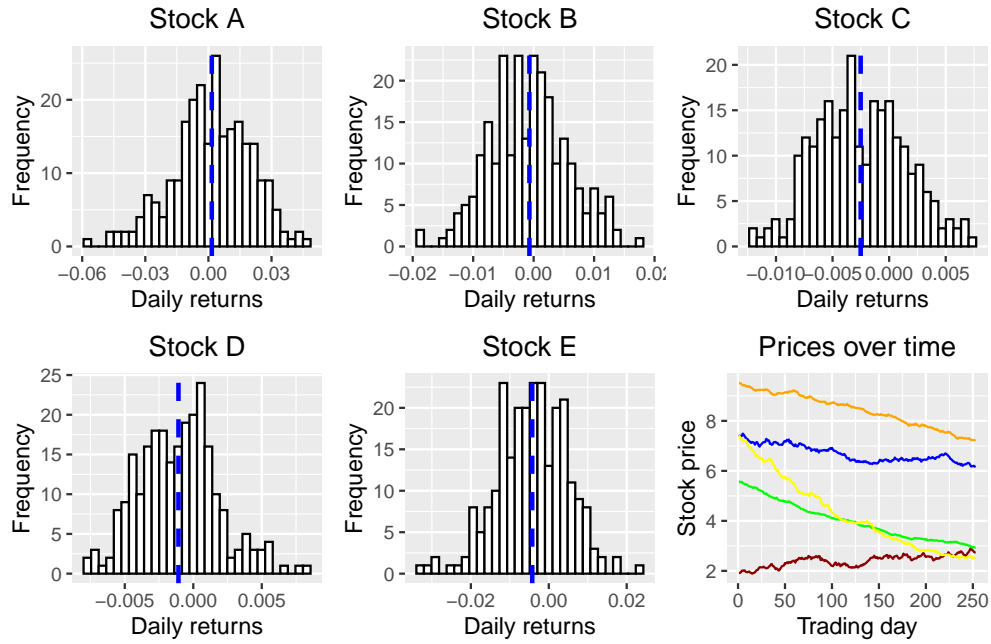 Stock A
Frequency
20
10
0
−0.06 −0.03 0.00 0.03
Daily returns
Stock B
Frequency
20
15
10
5
0
−0.02 −0.01 0.00 0.01 0.02
Daily returns
Stock C
Frequency
20
15
10
5
0
−0.010 −0.005 0.000 0.005
Daily returns
Stock D
Frequency
25
20
15
10
5
0
−0.005 0.000 0.005
Daily returns
Stock E
Frequency
20
15
10
5
0
−0.02 0.00 0.02
Daily returns
Prices over time
Stock price
8
6
4
2
0 50 100 150 200 250
Trading day